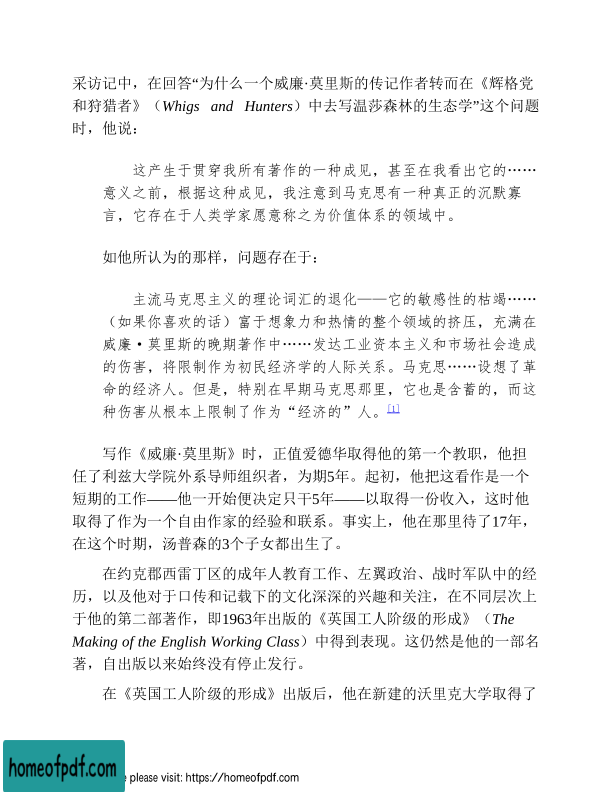 采访记中，在回答“为什么一个威廉·莫里斯的传记作者转而在《辉格党
和狩猎者》（Whigs and Hunters）中去写温莎森林的生态学”这个问题
时，他说：
这产生于贯穿我所有著作的一种成见，甚至在我看出它的……
意义之前，根据这种成见，我注意到马克思有一种真正的沉默寡
言，它存在于人类学家愿意称之为价值体系的领域中。
如他所认为的那样，问题存在于：
主流马克思主义的理论词汇的退化——它的敏感性的枯竭……
（如果你喜欢的话）富于想象力和热情的整个领域的挤压，充满在
威廉·莫里斯的晚期著作中……发达工业资本主义和市场社会造成
的伤害，将限制作为初民经济学的人际关系。马克思……设想了革
命的经济人。但是，特别在早期马克思那里，它也是含蓄的，而这
种伤害从根本上限制了作为“经济的”人。[1]
写作《威廉·莫里斯》时，正值爱德华取得他的第一个教职，他担
任了利兹大学院外系导师组织者，为期5年。起初，他把这看作是一个
短期的工作——他一开始便决定只干5年——以取得一份收入，这时他
取得了作为一个自由作家的经验和联系。事实上，他在那里待了17年，
在这个时期，汤普森的3个子女都出生了。
在约克郡西雷丁区的成年人教育工作、左翼政治、战时军队中的经
历，以及他对于口传和记载下的文化深深的兴趣和关注，在不同层次上
于他的第二部著作，即1963年出版的《英国工人阶级的形成》（The
Making of the English Working Class）中得到表现。这仍然是他的一部名
著，自出版以来始终没有停止发行。
在《英国工人阶级的形成》出版后，他在新建的沃里克大学取得了
homeofpdf.com
please visit: https://homeofpdf.com